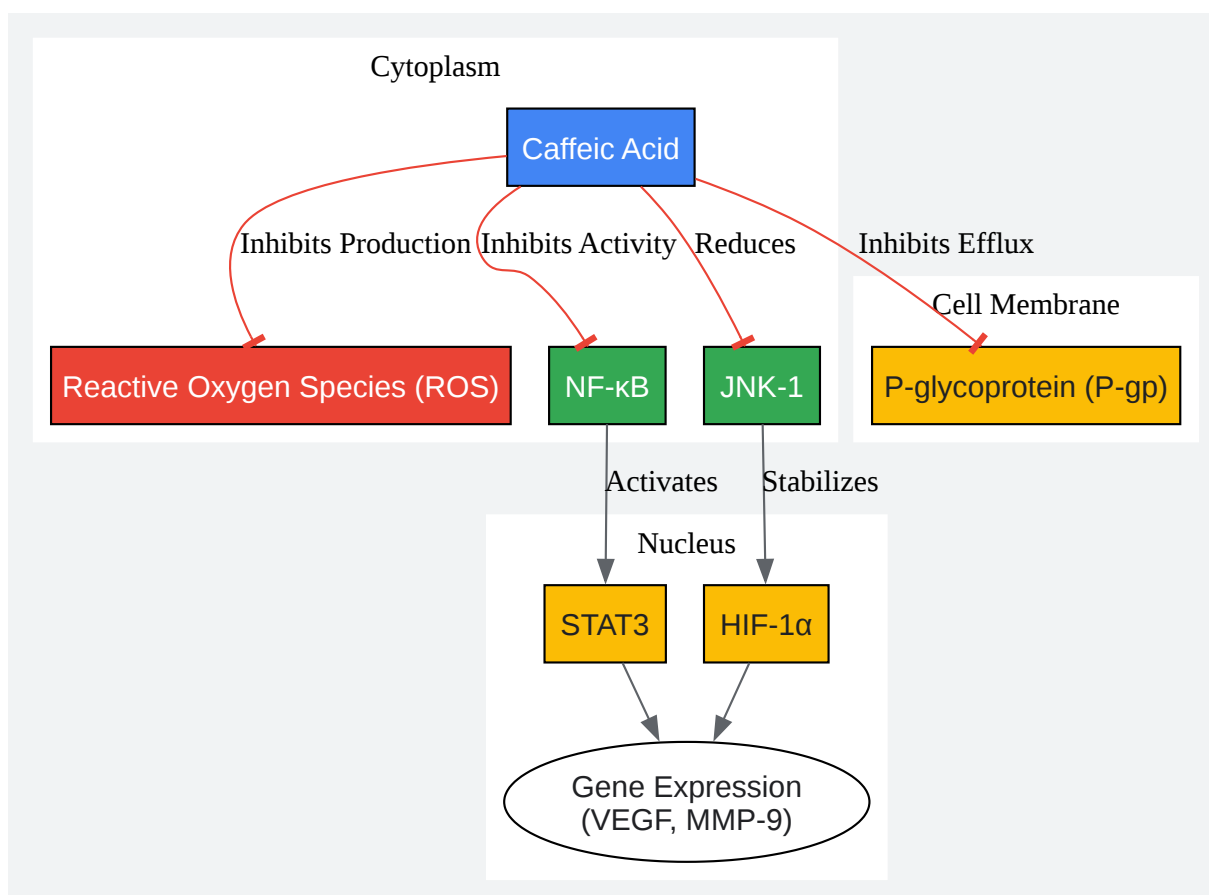 Cytoplasm
Caffeic Acid
Inhibits Production
Inhibits Activity
Reduces
Inhibits Efflux
Cell Membrane
Reactive Oxygen Species (ROS)
NF-κB
JNK-1
P-glycoprotein (P-gp)
Activates
Stabilizes
Nucleus
STAT3
HIF-1α
Gene Expression
(VEGF, MMP-9)